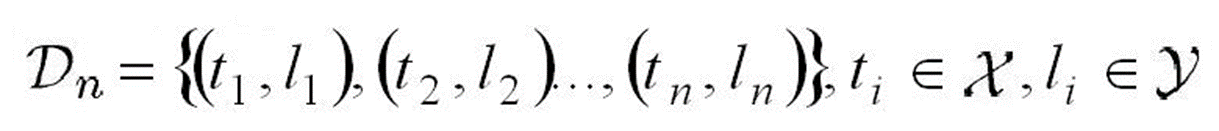 𝒟ₙ = {(t₁, l₁), (t₂, l₂)..., (tₙ, lₙ)}, tᵢ ∈ 𝒳, lᵢ ∈ 𝒴